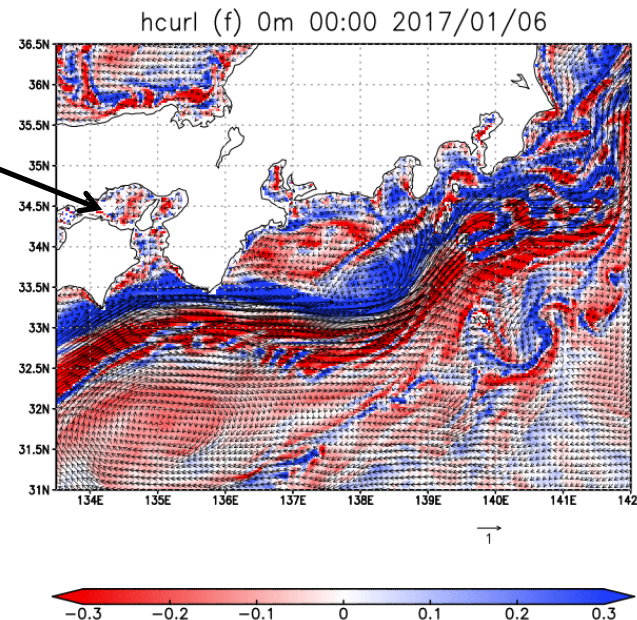 hcurl (f) 0m 00:00 2017/01/06
36.5N
36N
35.5N
35N
34.5N
34N
33.5N
33N
32.5N
32N
31.5N
31N
134E 135E 136E 137E 138E 139E 140E 141E 142
1
-0.3 -0.2 -0.1 0 0.1 0.2 0.3